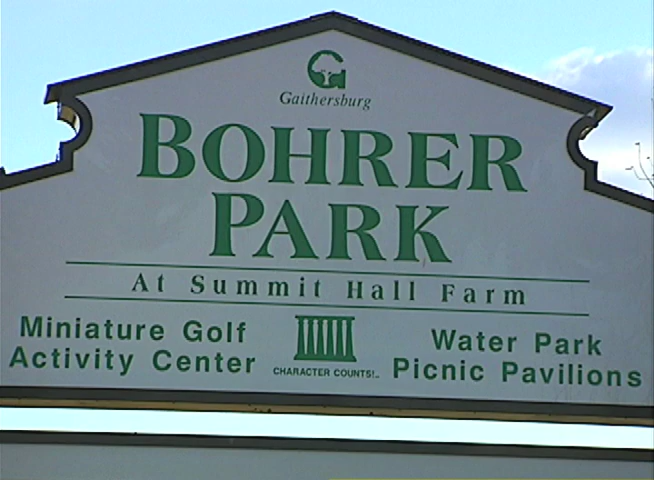 G
Gaithersburg
BOHRER
PARK
At Summit Hall Farm
Miniature Golf
Activity Center
CHARACTER COUNTS!
Water Park
Picnic Pavilions